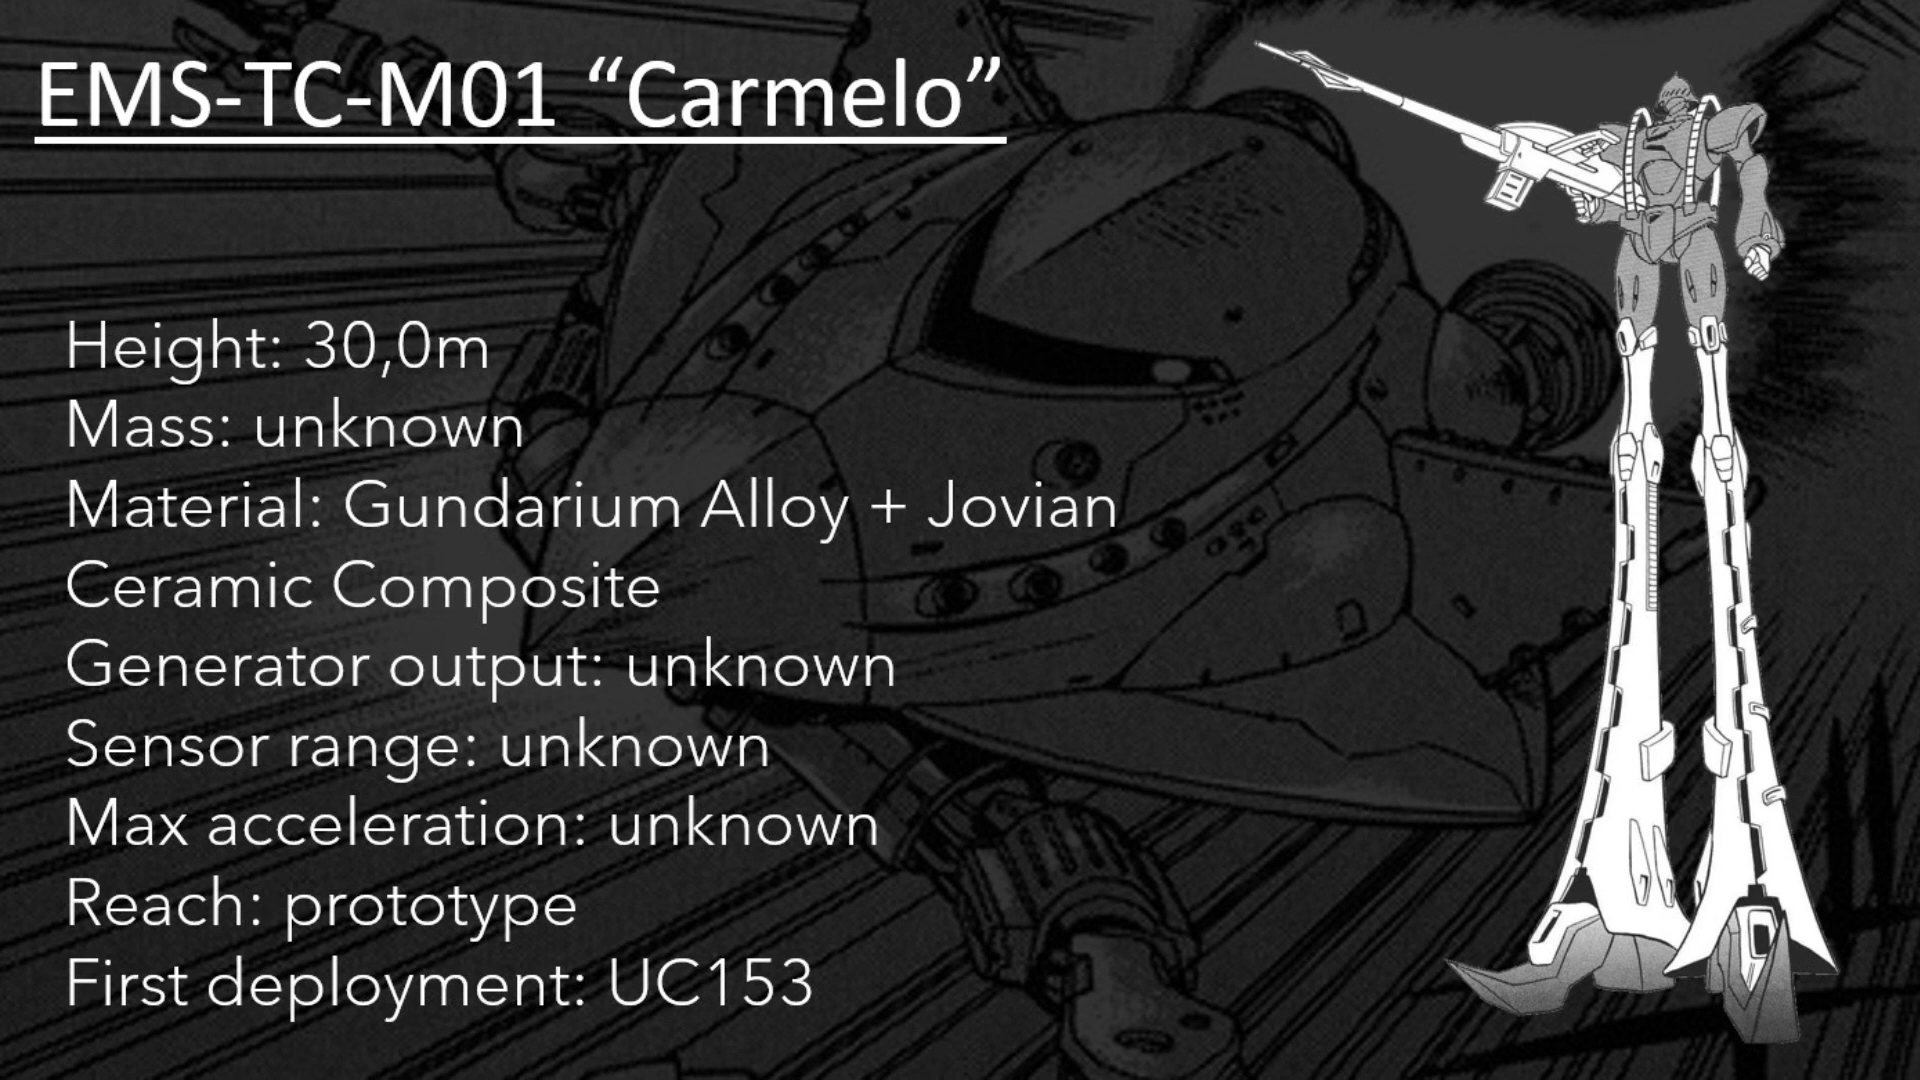 EMS-TC-M01 “Carmelo”
Height: 30,0m
Mass: unknown
Material: Gundarium Alloy + Jovian
Ceramic Composite
Generator output: unknown
Sensor range: unknown
Max acceleration: unknown
Reach: prototype
First deployment: UC153